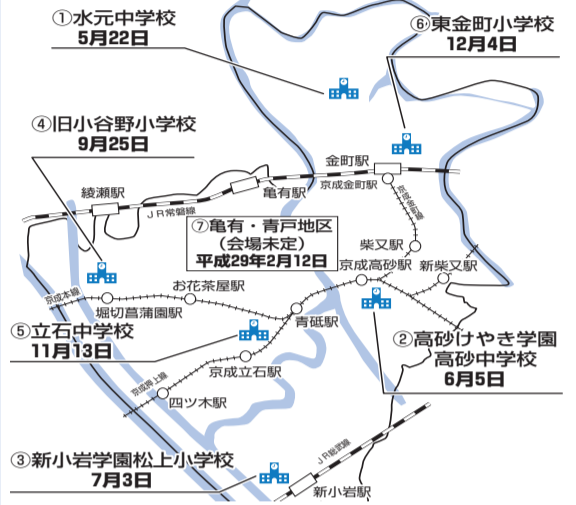 ①水元中学校
5月22日
⑥東金町小学校
12月4日
④旧小谷野小学校
9月25日
金町駅
京成金町駅
京成金町線
綾瀬駅
亀有駅
JR常磐線
⑦亀有・青戸地区
（会場未定）
平成29年2月12日
柴又駅
京成高砂駅
新柴又駅
京成本線
お花茶屋駅
堀切菖蒲園駅
青砥駅
⑤立石中学校
11月13日
②高砂けやき学園
高砂中学校
6月5日
京成立石駅
京成押上線
四ツ木駅
③新小岩学園松上小学校
7月3日
JR総武線
新小岩駅